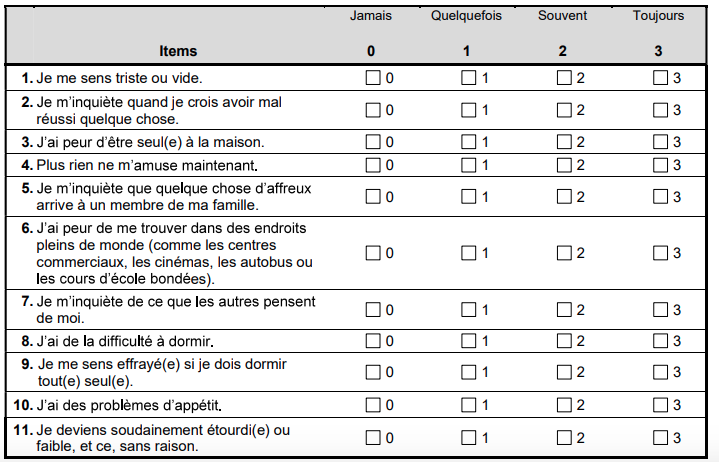 Jamais Quelquefois Souvent Toujours
Items 0 1 2 3
1. Je me sens triste ou vide. 0 1 2 3
2. Je m’inquiète quand je crois avoir mal
réussi quelque chose. 0 1 2 3
3. J’ai peur d’être seul(e) à la maison. 0 1 2 3
4. Plus rien ne m’amuse maintenant. 0 1 2 3
5. Je m’inquiète que quelque chose d’affreux
arrive à un membre de ma famille. 0 1 2 3
6. J’ai peur de me trouver dans des endroits
pleins de monde (comme les centres
commerciaux, les cinémas, les autobus ou
les cours d’école bondées). 0 1 2 3
7. Je m’inquiète de ce que les autres pensent
de moi. 0 1 2 3
8. J’ai de la difficulté à dormir. 0 1 2 3
9. Je me sens effrayé(e) si je dois dormir
tout(e) seul(e). 0 1 2 3
10. J’ai des problèmes d’appétit. 0 1 2 3
11. Je deviens soudainement étourdi(e) ou
faible, et ce, sans raison. 0 1 2 3